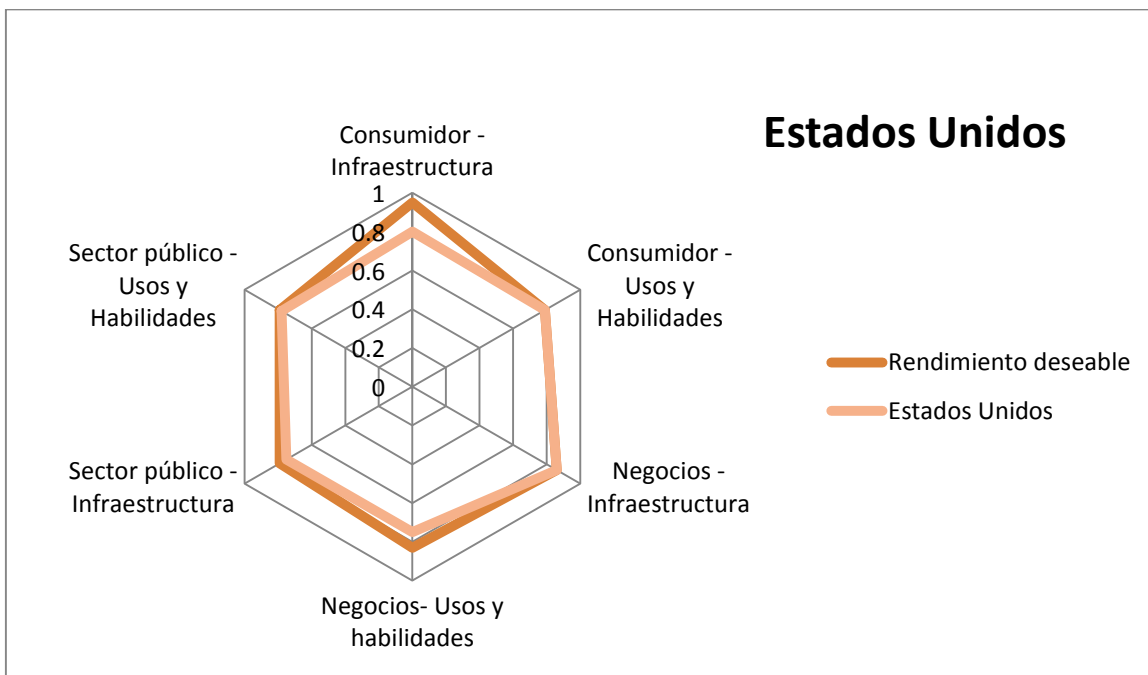 Estados Unidos
Consumidor -
Infraestructura
1
0.8
0.6
0.4
0.2
0
Consumidor -
Usos y
Habilidades
Negocios -
Infraestructura
Negocios- Usos y
habilidades
Sector público -
Infraestructura
Sector público -
Usos y
Habilidades
Rendimiento deseable
Estados Unidos